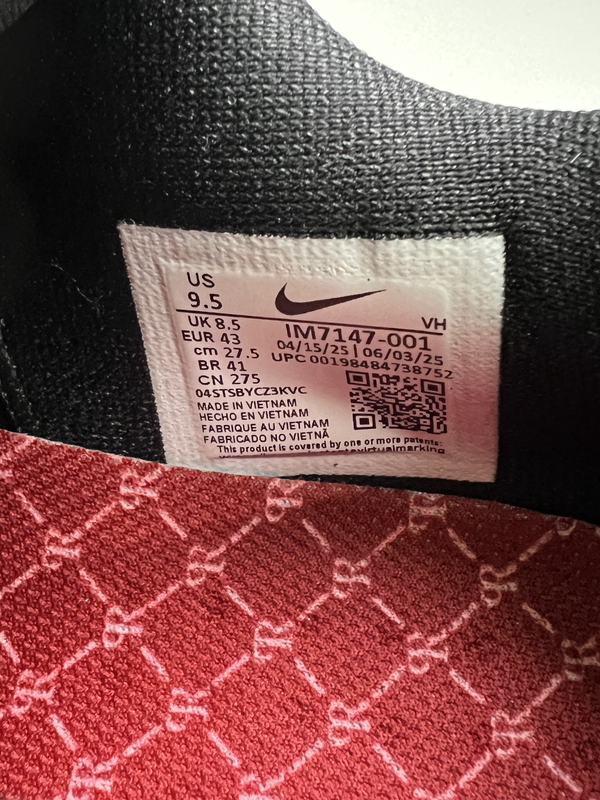 US
9.5
VH
UK 8.5
EUR 43
cm 27.5
BR 41
CN 275
IM7147-001
04/15/25 | 06/03/25
UPC 00198484738752
04STSBYCZ3KVC
MADE IN VIETNAM
HECHO EN VIETNAM
FABRIQUE AU VIETNAM
FABRICADO NO VIETNÃ
This product is covered by one or more patents: